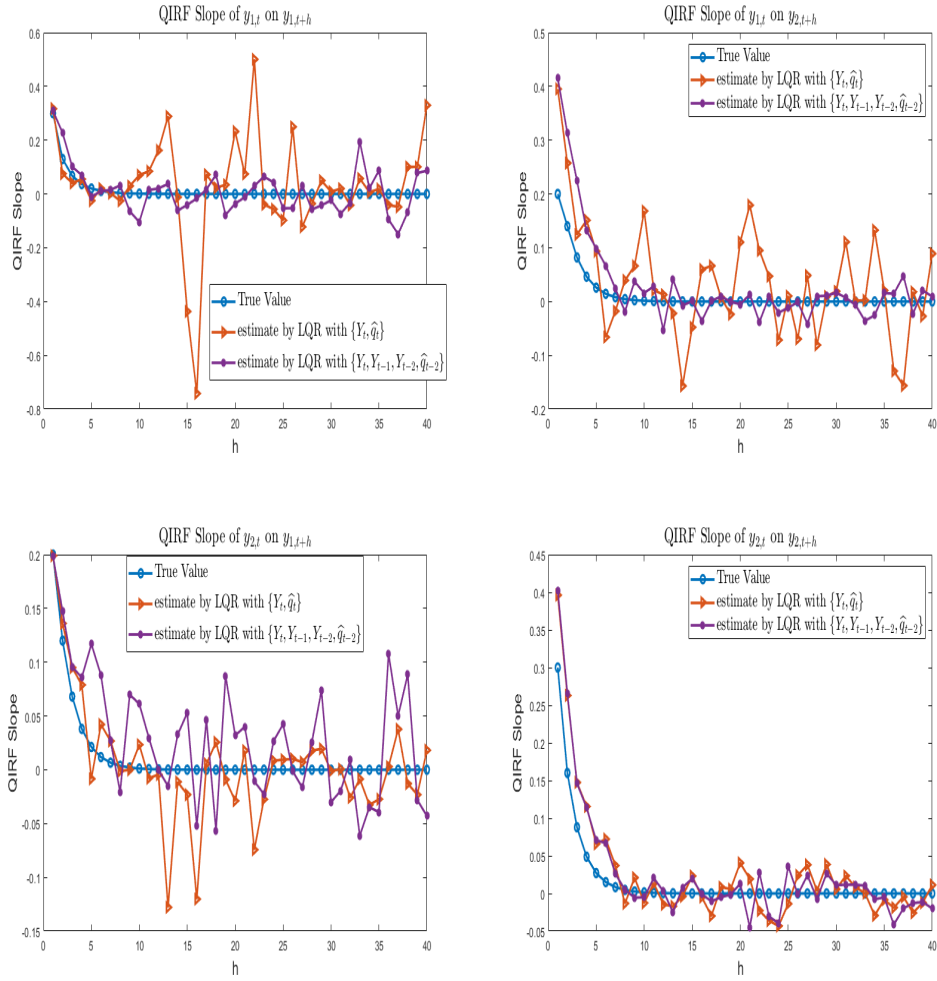 QIRF Slope of y₁,ₜ on y₁,ₜ₊ₕ
0.6
0.4
0.2
0
-0.2
-0.4
-0.6
-0.8
QIRF Slope
True Value
estimate by LQR with {Yₜ, q̂ₜ}
estimate by LQR with {Yₜ, Yₜ₋₁, Yₜ₋₂, q̂ₜ₋₂}
0 5 10 15 20 25 30 35 40
h
QIRF Slope of y₁,ₜ on y₂,ₜ₊ₕ
0.5
0.4
0.3
0.2
0.1
0
-0.1
-0.2
QIRF Slope
True Value
estimate by LQR with {Yₜ, q̂ₜ}
estimate by LQR with {Yₜ, Yₜ₋₁, Yₜ₋₂, q̂ₜ₋₂}
0 5 10 15 20 25 30 35 40
h
QIRF Slope of y₂,ₜ on y₁,ₜ₊ₕ
0.2
0.15
0.1
0.05
0
-0.05
-0.1
-0.15
QIRF Slope
True Value
estimate by LQR with {Yₜ, q̂ₜ}
estimate by LQR with {Yₜ, Yₜ₋₁, Yₜ₋₂, q̂ₜ₋₂}
0 5 10 15 20 25 30 35 40
h
QIRF Slope of y₂,ₜ on y₂,ₜ₊ₕ
0.45
0.4
0.35
0.3
0.25
0.2
0.15
0.1
0.05
0
-0.05
QIRF Slope
True Value
estimate by LQR with {Yₜ, q̂ₜ}
estimate by LQR with {Yₜ, Yₜ₋₁, Yₜ₋₂, q̂ₜ₋₂}
0 5 10 15 20 25 30 35 40
h